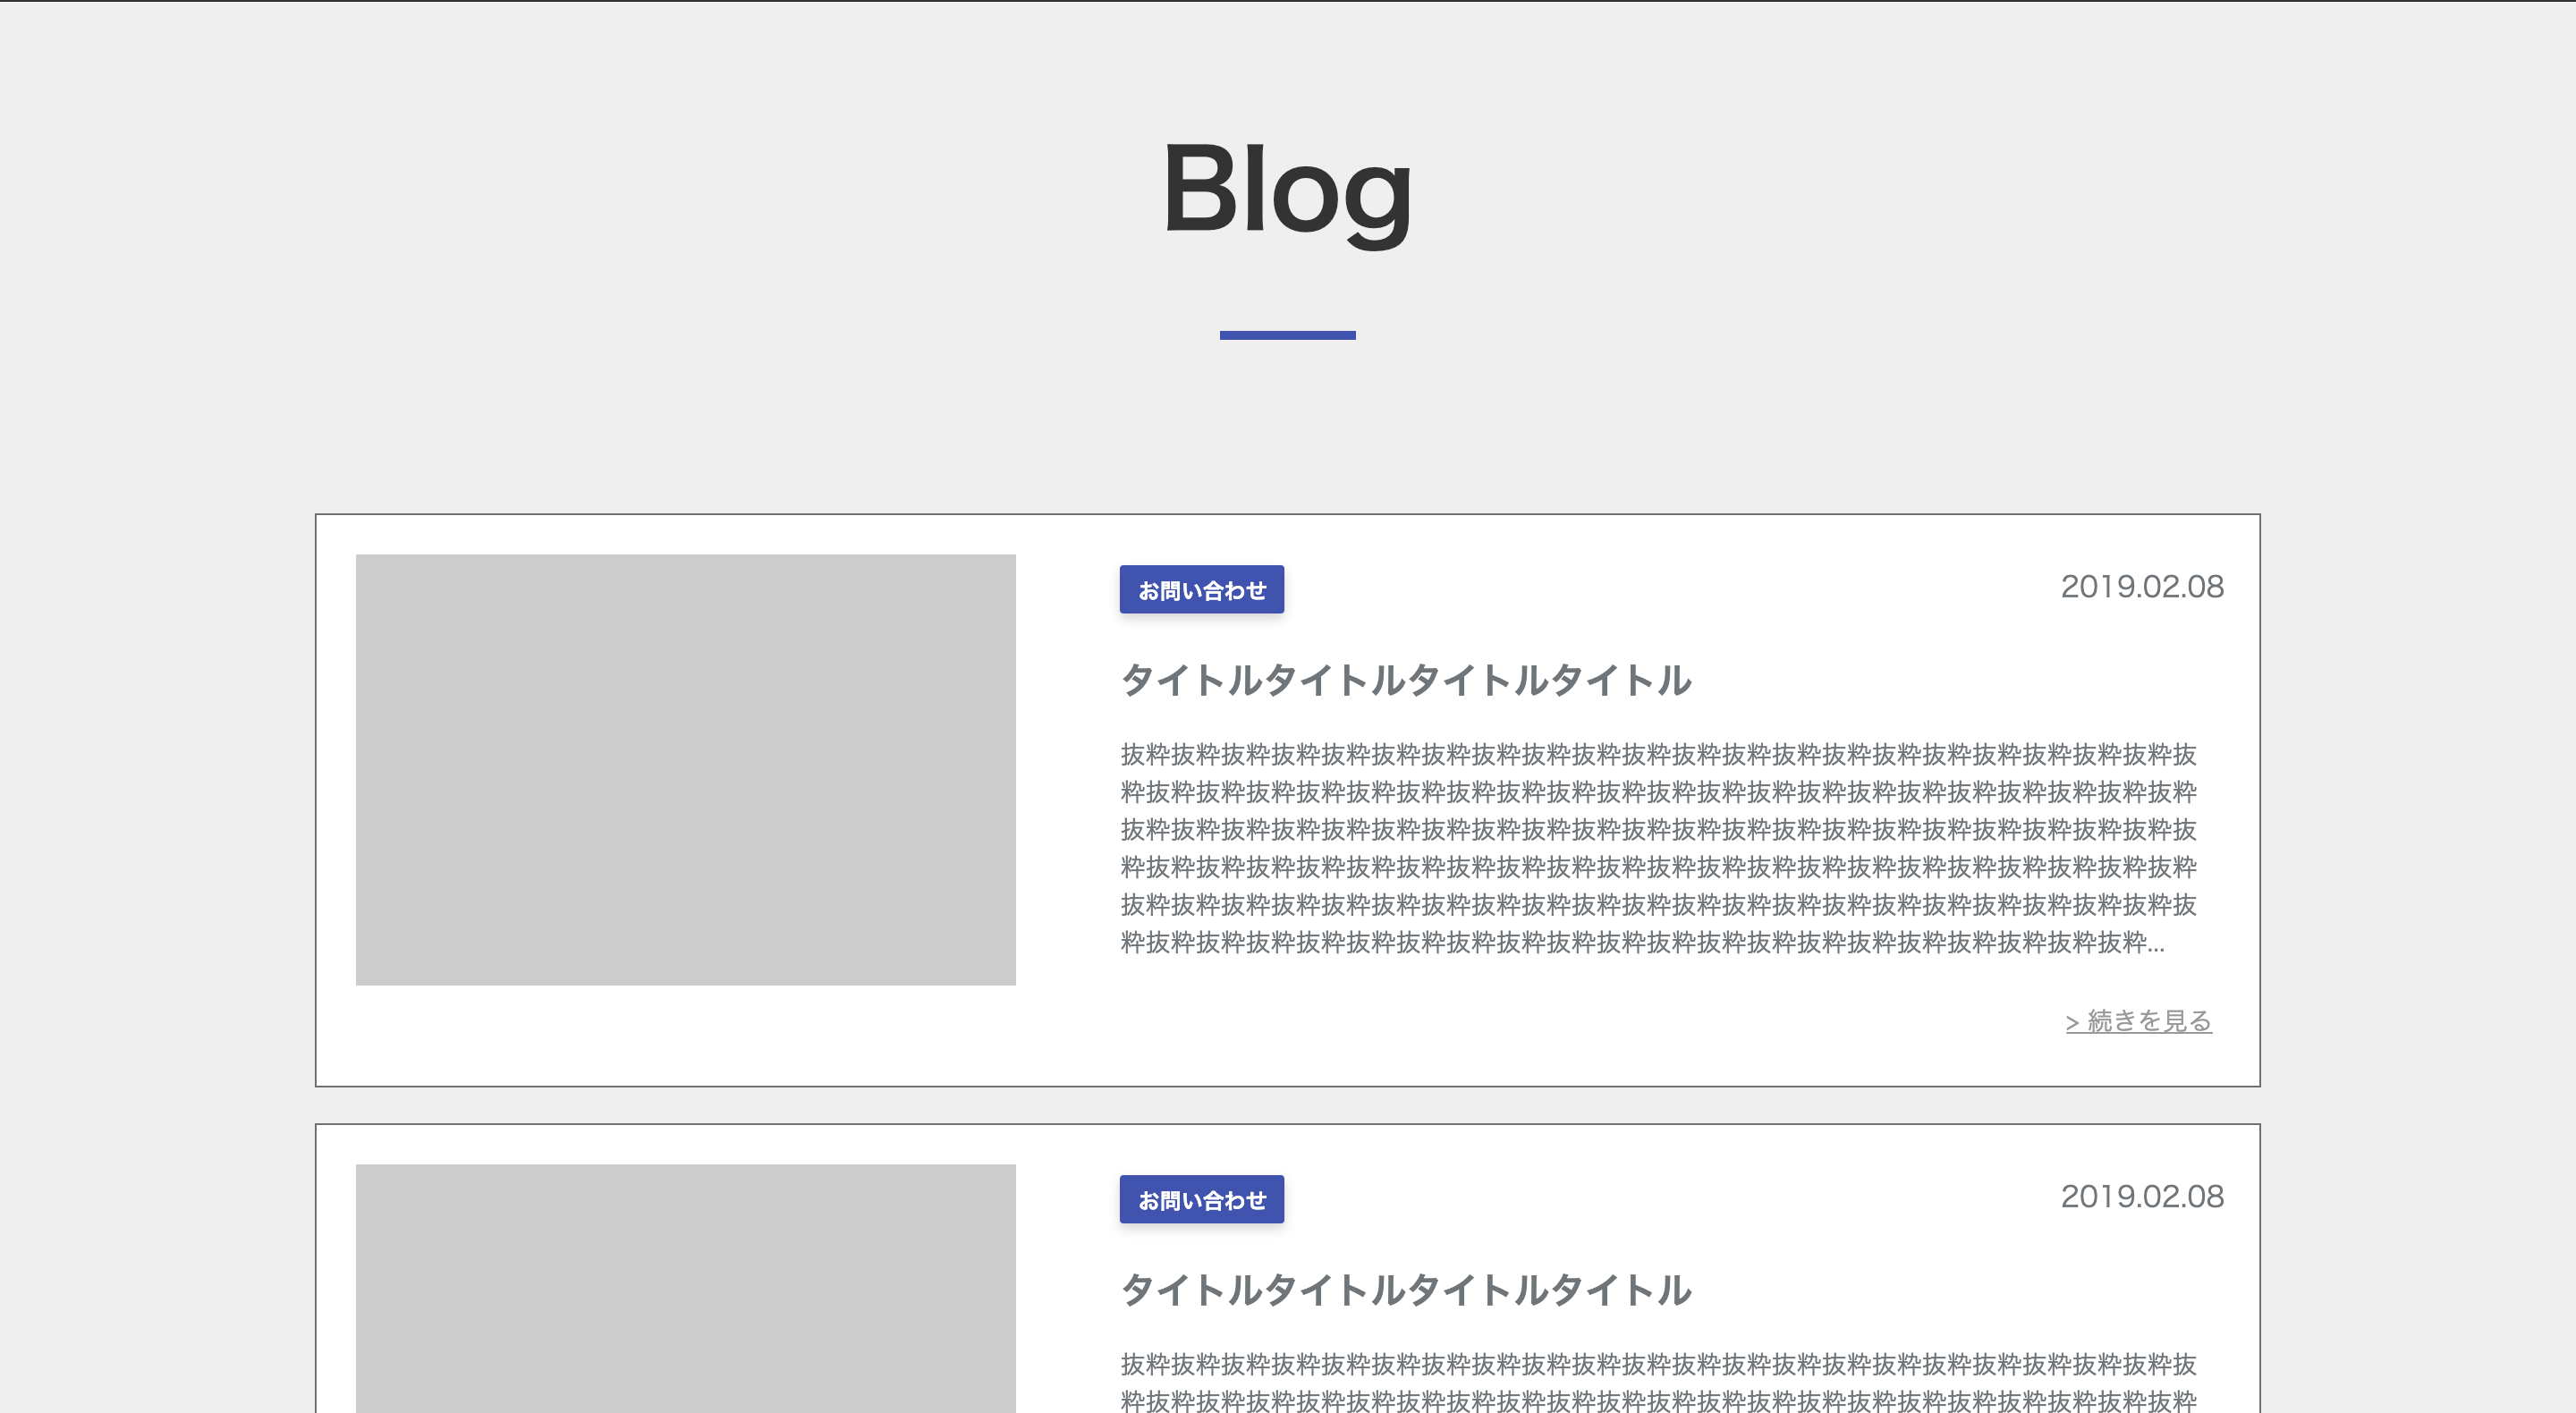 Blog
お問い合わせ
2019.02.08
タイトルタイトルタイトルタイトル
抜粋抜粋抜粋抜粋抜粋抜粋抜粋抜粋抜粋抜粋抜粋抜粋抜粋抜粋抜粋抜粋抜粋抜粋抜粋抜粋抜粋抜
粋抜粋抜粋抜粋抜粋抜粋抜粋抜粋抜粋抜粋抜粋抜粋抜粋抜粋抜粋抜粋抜粋抜粋抜粋抜粋抜粋抜粋
抜粋抜粋抜粋抜粋抜粋抜粋抜粋抜粋抜粋抜粋抜粋抜粋抜粋抜粋抜粋抜粋抜粋抜粋抜粋抜粋抜粋抜
粋抜粋抜粋抜粋抜粋抜粋抜粋抜粋抜粋抜粋抜粋抜粋抜粋抜粋抜粋抜粋抜粋抜粋抜粋抜粋抜粋抜粋
抜粋抜粋抜粋抜粋抜粋抜粋抜粋抜粋抜粋抜粋抜粋抜粋抜粋抜粋抜粋抜粋抜粋抜粋抜粋抜粋抜粋抜
粋抜粋抜粋抜粋抜粋抜粋抜粋抜粋抜粋抜粋抜粋抜粋抜粋抜粋抜粋抜粋抜粋抜粋抜粋抜粋抜粋...
> 続きを見る
お問い合わせ
2019.02.08
タイトルタイトルタイトルタイトル
抜粋抜粋抜粋抜粋抜粋抜粋抜粋抜粋抜粋抜粋抜粋抜粋抜粋抜粋抜粋抜粋抜粋抜粋抜粋抜粋抜粋抜
粋抜粋抜粋抜粋抜粋抜粋抜粋抜粋抜粋抜粋抜粋抜粋抜粋抜粋抜粋抜粋抜粋抜粋抜粋抜粋抜粋抜粋